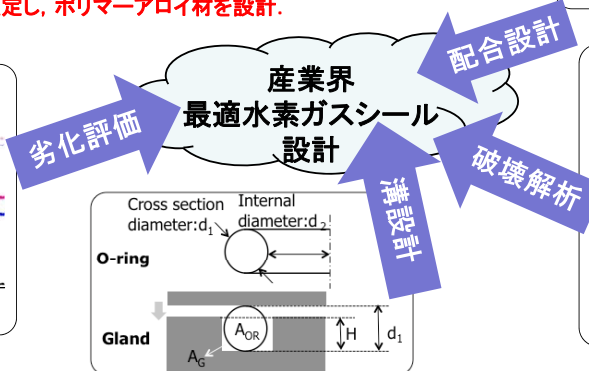 定し，ポリマーアロイ材を設計.
配合設計
産業界
最適水素ガスシール
設計
劣化評価
破壊解析
溝設計
Cross section
diameter:d1
Internal
diameter:d2
O-ring
Gland
AOR
AG
H
d1